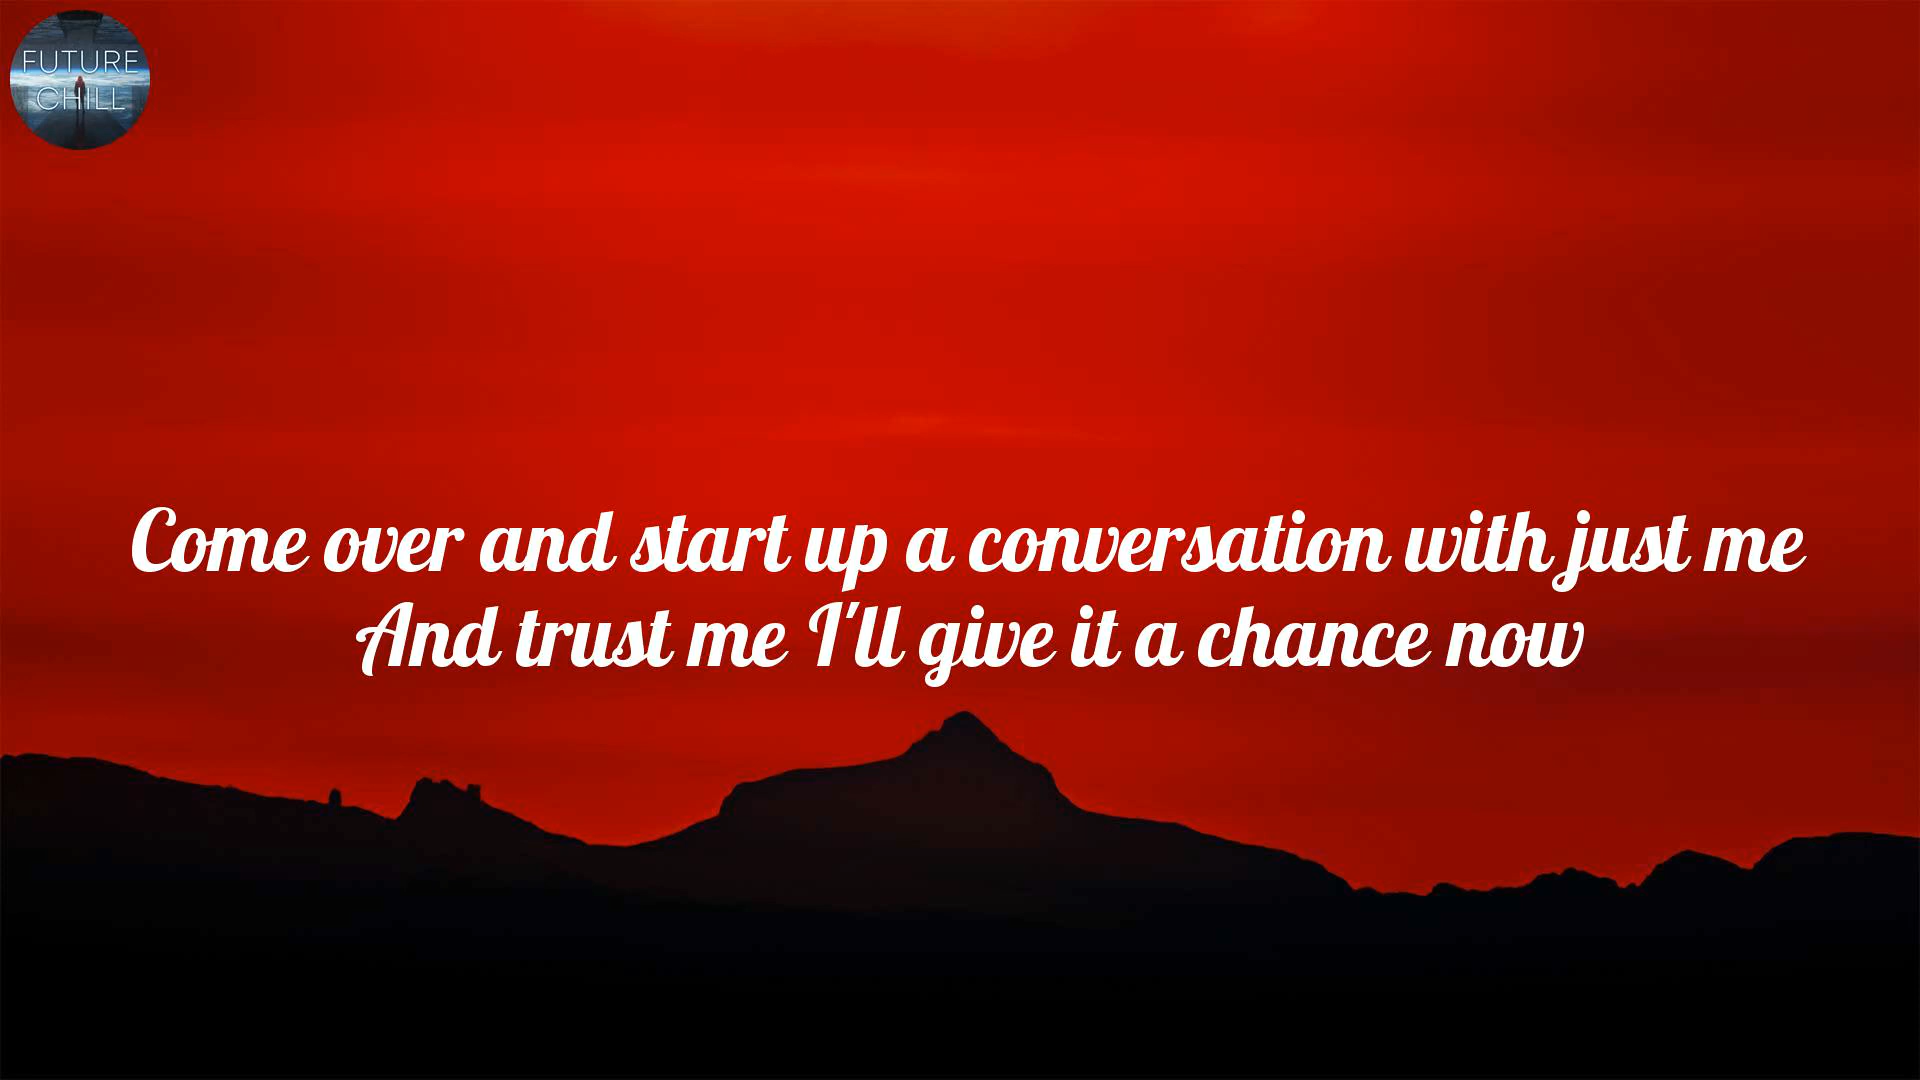 FUTURE
CHILL
Come over and start up a conversation with just me
And trust me I'll give it a chance now